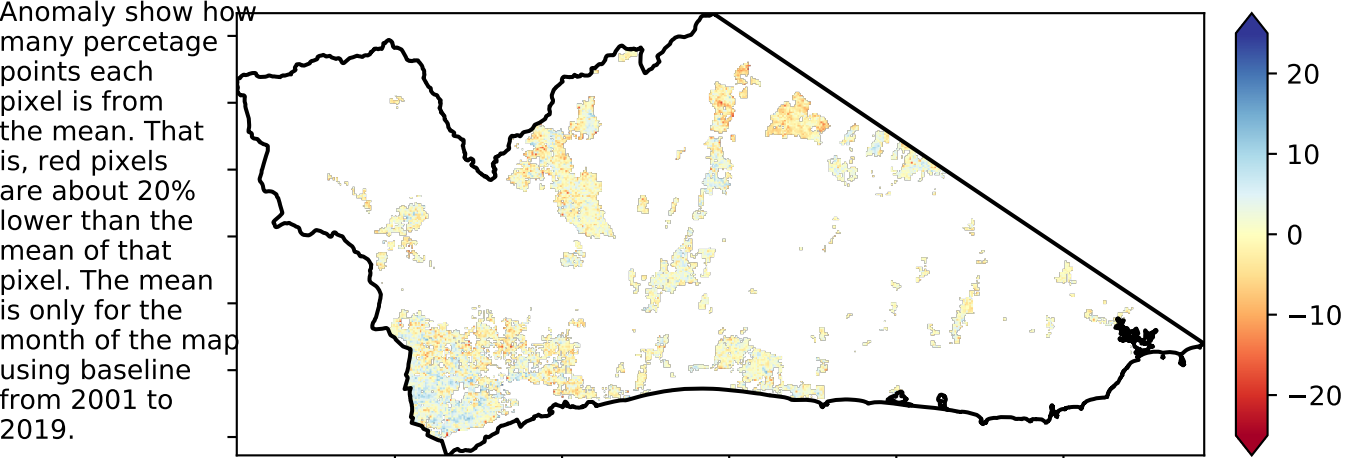 Anomaly show how
many percetage
points each
pixel is from
the mean. That
is, red pixels
are about 20%
lower than the
mean of that
pixel. The mean
is only for the
month of the map
using baseline
from 2001 to
2019.
20
10
0
−10
−20